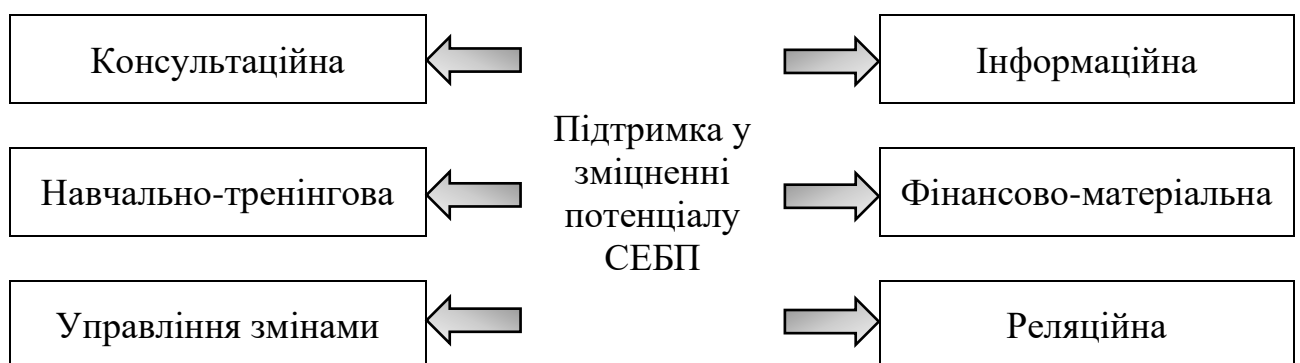 Консультаційна
Інформаційна
Підтримка у
зміцненні
потенціалу
СЕБП
Навчально-тренінгова
Фінансово-матеріальна
Управління змінами
Реляційна